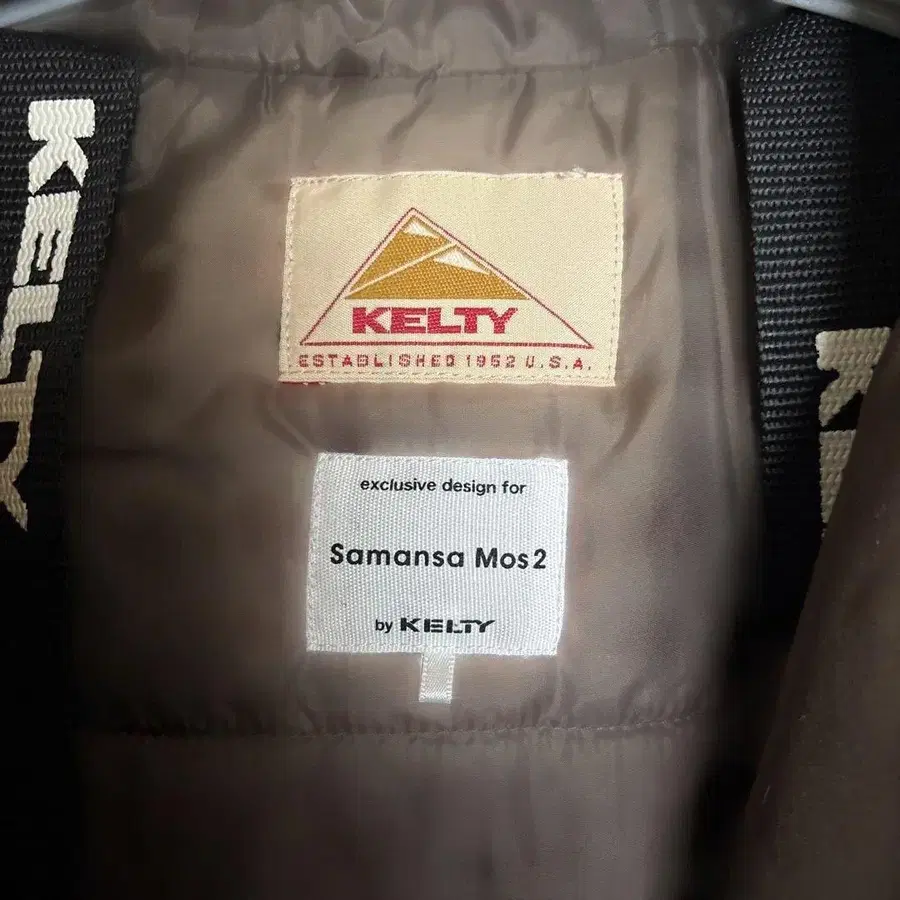 KELTY
KELTY
ESTABLISHED 1952 U.S.A.
exclusive design for
Samansa Mos2
by KELTY